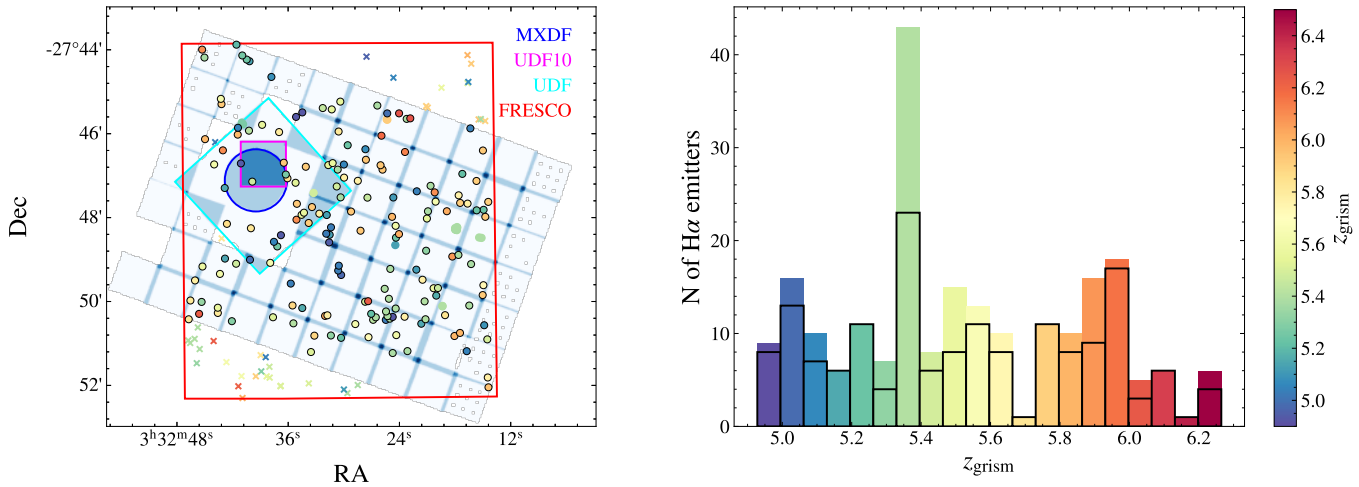 MXDF
UDF10
UDF
FRESCO
-27°44'
46'
48'
50'
52'
Dec
3ʰ32ᵐ48ˢ
36ˢ
24ˢ
12ˢ
RA
N of Hα emitters
40
30
20
10
0
5.0
5.2
5.4
5.6
5.8
6.0
6.2
z_grism
6.4
6.2
6.0
5.8
5.6
5.4
5.2
5.0
z_grism